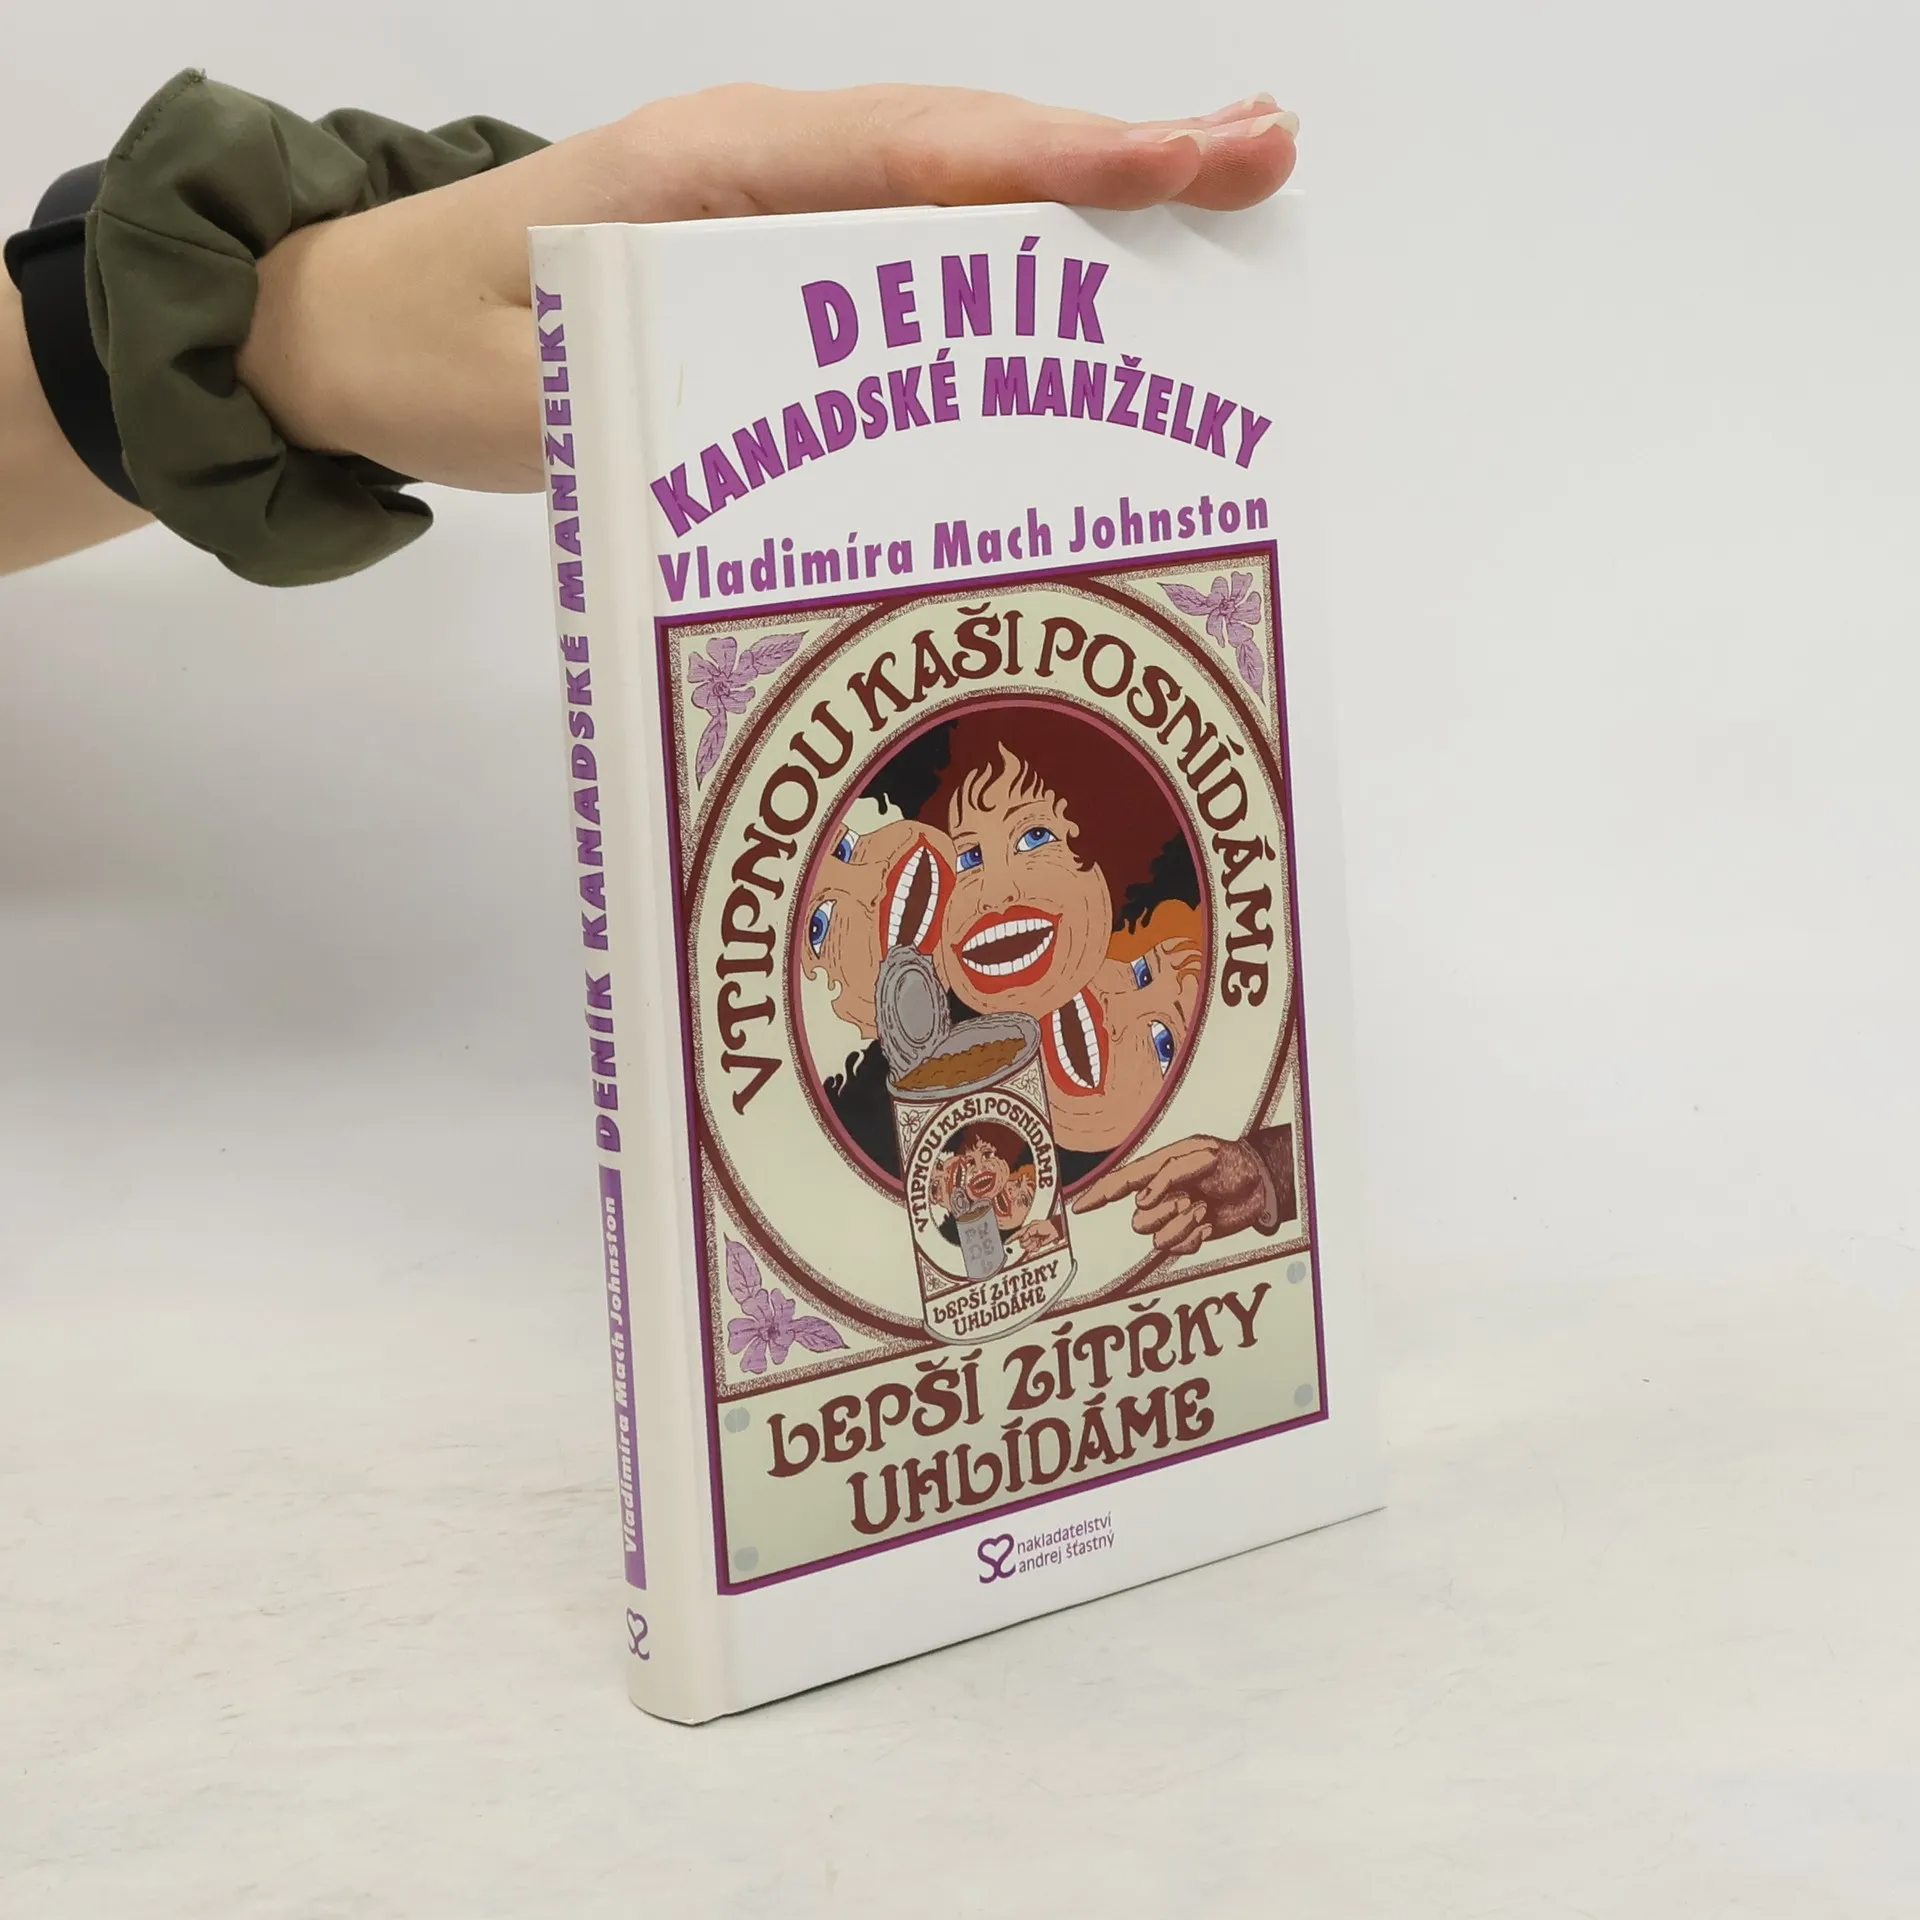 DENÍK
KANADSKÉ MANŽELKY
Vladimíra Mach Johnston
VTIPNOU KAŠI POSNÍDÁME
VTIPNOU KAŠI POSNÍDÁME
LEPŠÍ ZÍTŘKY
UHLÍDÁME
LEPŠÍ ZÍTŘKY
UHLÍDÁME
nakladatelství
andrej šťastný
Vladimíra Mach Johnston DENÍK KANADSKÉ MANŽELKY